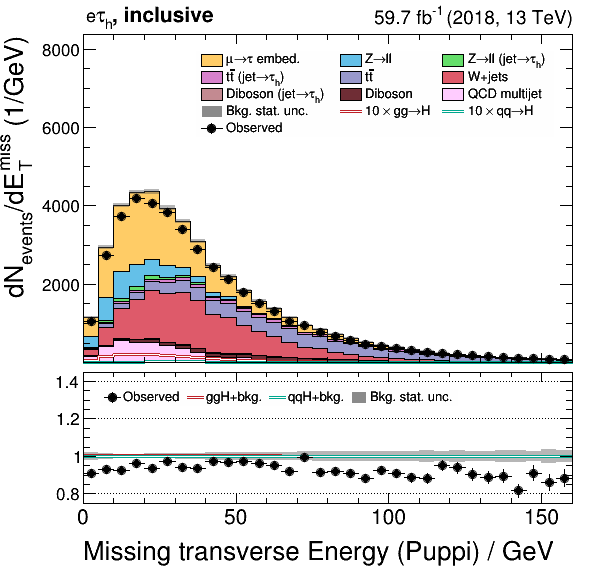 eτh, inclusive 59.7 fb-1 (2018, 13 TeV)
dNevents/dETmiss (1/GeV)
8000
6000
4000
2000
μ→τ embed. Z→ll Z→ll (jet→τh)
tt̄ (jet→τh) tt̄ W+jets
Diboson (jet→τh) Diboson QCD multijet
Bkg. stat. unc. 10 × gg→H 10 × qq→H
Observed
1.4
1.2
1
0.8
Observed ggH+bkg. qqH+bkg. Bkg. stat. unc.
0 50 100 150
Missing transverse Energy (Puppi) / GeV